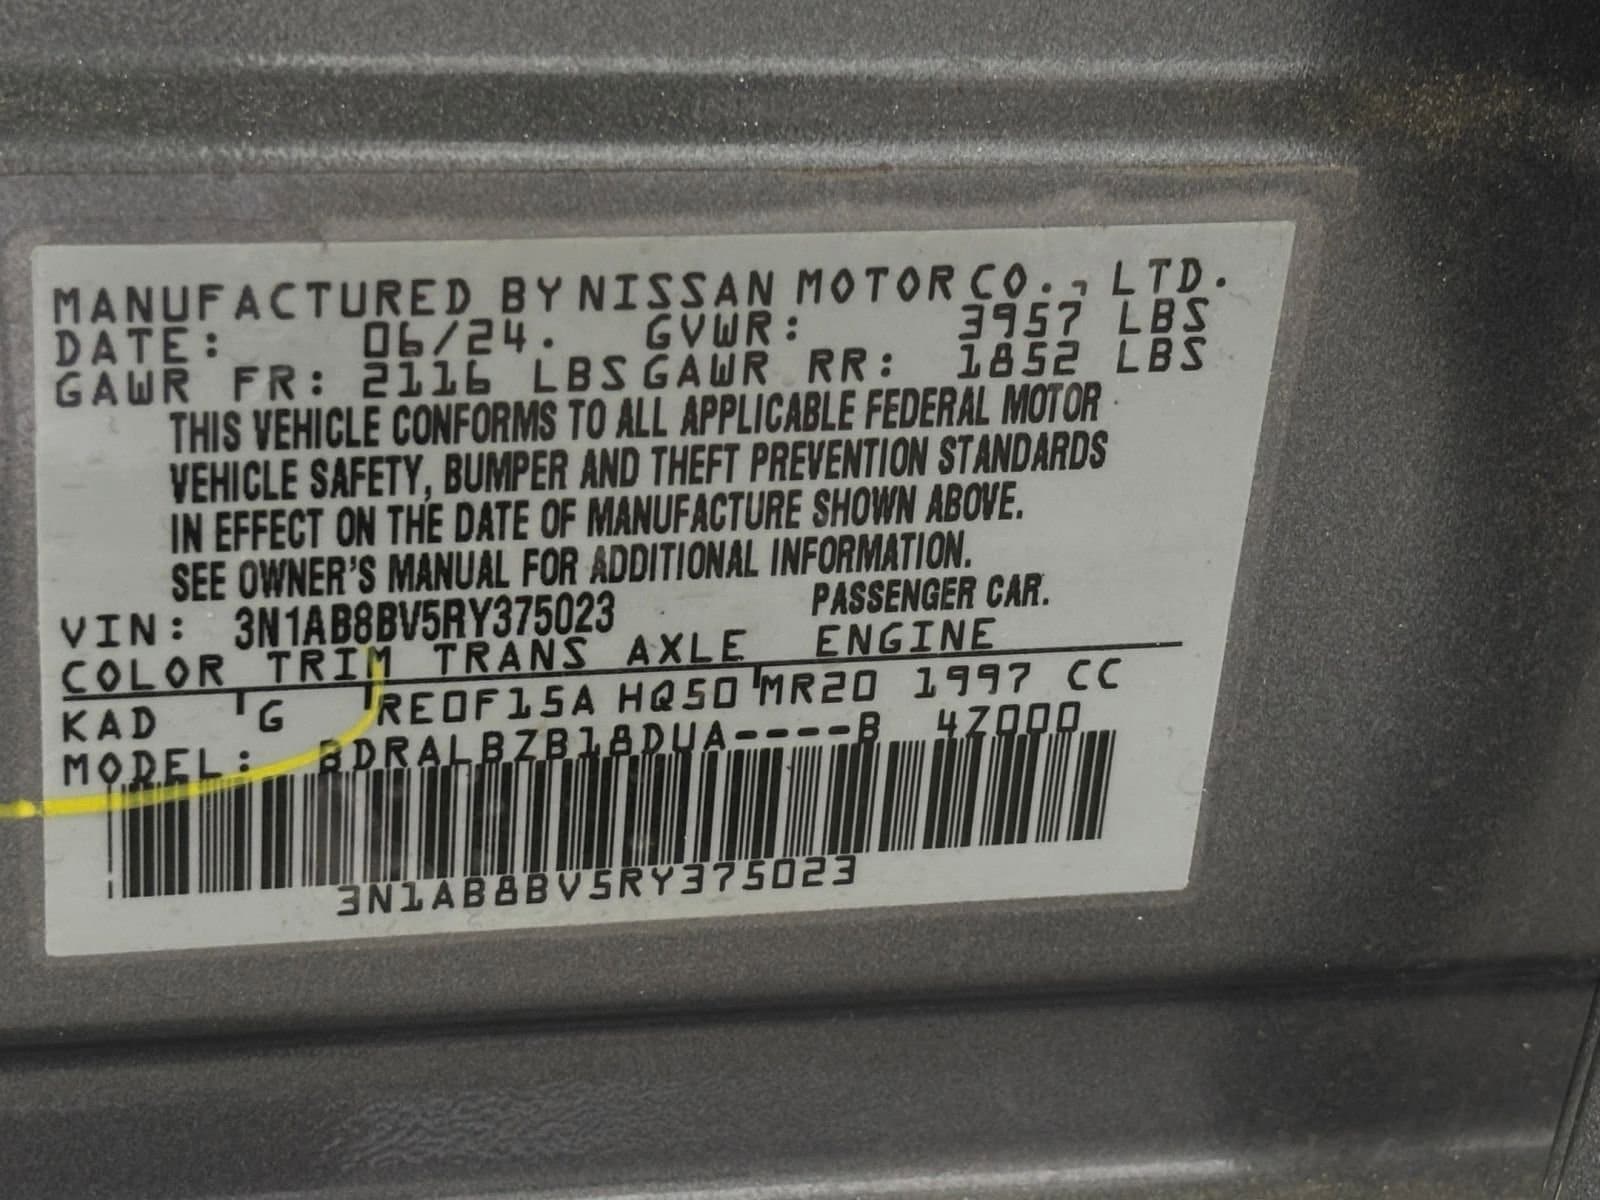 MANUFACTURED BY NISSAN MOTOR CO., LTD.
DATE: 06/24. GVWR: 3957 LBS
GAWR FR: 2116 LBS GAWR RR: 1852 LBS
THIS VEHICLE CONFORMS TO ALL APPLICABLE FEDERAL MOTOR
VEHICLE SAFETY, BUMPER AND THEFT PREVENTION STANDARDS
IN EFFECT ON THE DATE OF MANUFACTURE SHOWN ABOVE.
SEE OWNER'S MANUAL FOR ADDITIONAL INFORMATION.
VIN: 3N1AB8BV5RY375023 PASSENGER CAR.
COLOR TRIM TRANS AXLE ENGINE
KAD G RE0F15A HQ50 MR20 1997 CC
MODEL: BDRALBZB18DUA----B 4Z000
3N1AB8BV5RY375023